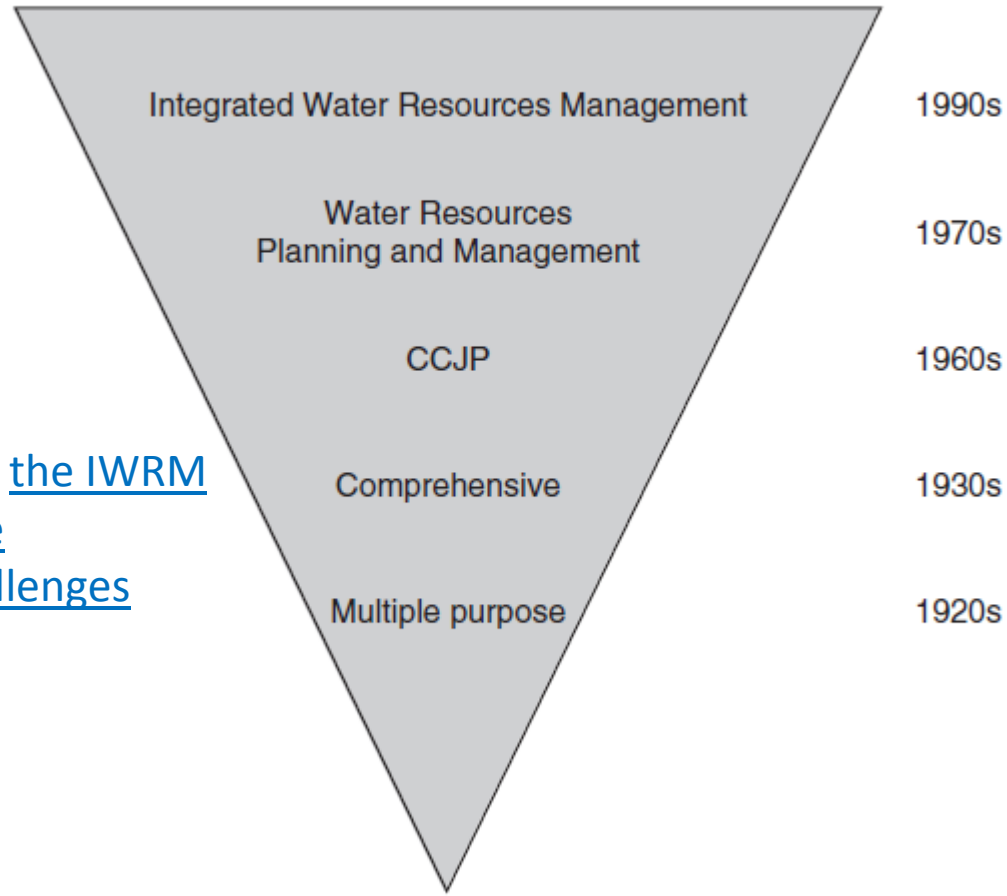 Integrated Water Resources Management 1990s
Water Resources
Planning and Management 1970s
CCJP 1960s
the IWRM
Comprehensive 1930s
Multiple purpose 1920s